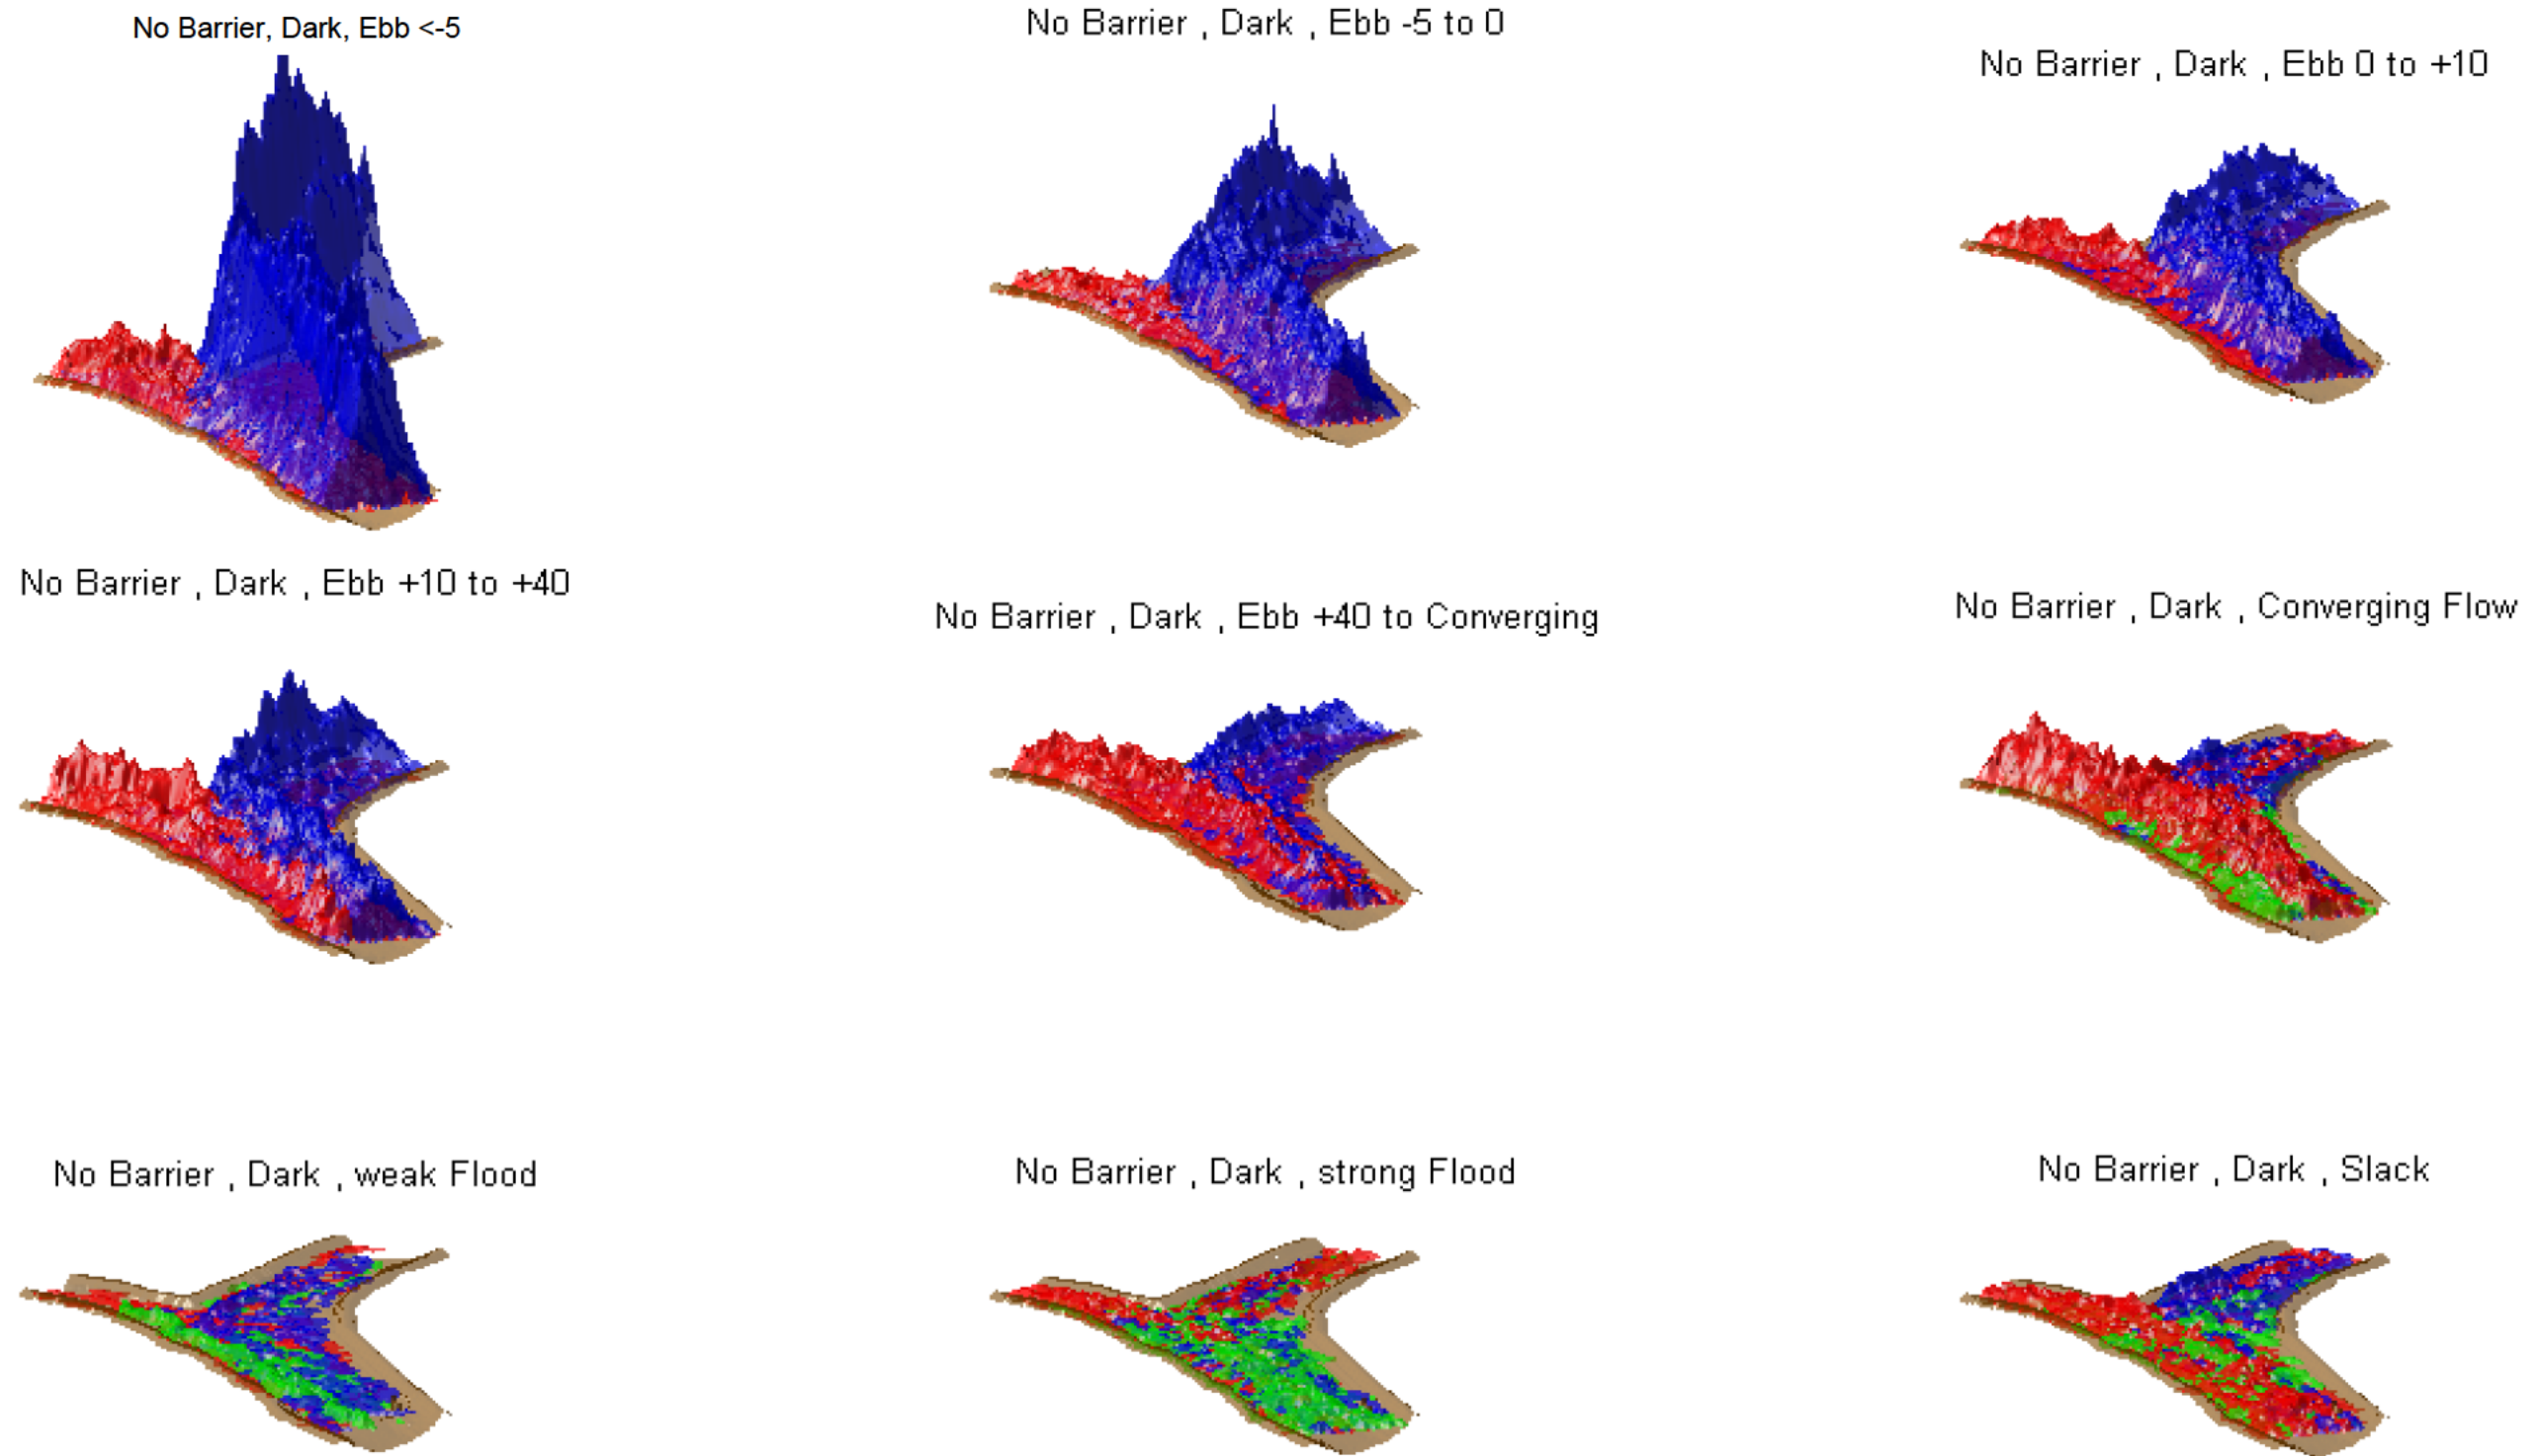 No Barrier, Dark, Ebb <-5
No Barrier , Dark , Ebb -5 to 0
No Barrier , Dark , Ebb 0 to +10
No Barrier , Dark , Ebb +10 to +40
No Barrier , Dark , Ebb +40 to Converging
No Barrier , Dark , Converging Flow
No Barrier , Dark , weak Flood
No Barrier , Dark , strong Flood
No Barrier , Dark , Slack